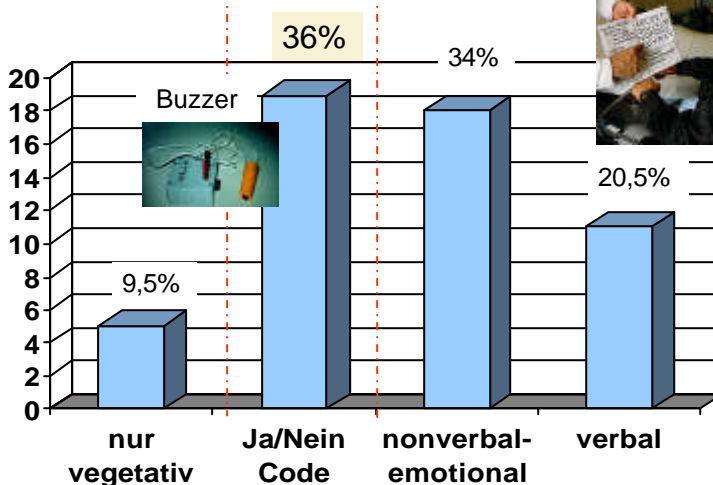 36%
34%
Buzzer
20,5%
9,5%
20
18
16
14
12
10
8
6
4
2
0
nur
vegetativ
Ja/Nein
Code
nonverbal-
emotional
verbal